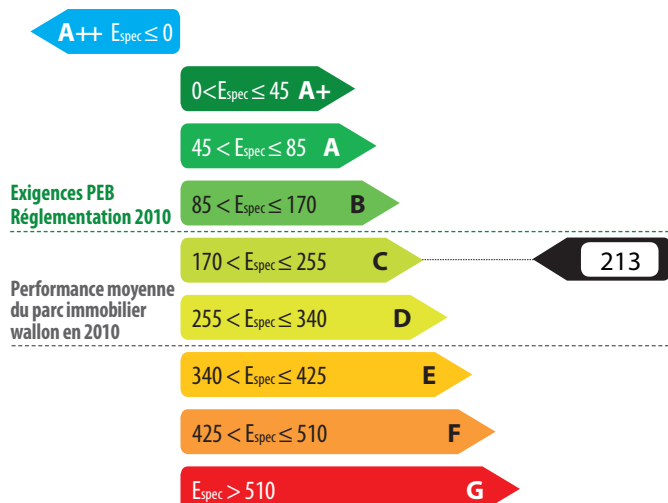 A++ Espec ≤ 0
0<Espec ≤ 45 A+
45 < Espec ≤ 85 A
Exigences PEB
Réglementation 2010
85 < Espec ≤ 170 B
170 < Espec ≤ 255 C
213
Performance moyenne
du parc immobilier
wallon en 2010
255 < Espec ≤ 340 D
340 < Espec ≤ 425 E
425 < Espec ≤ 510 F
Espec > 510 G